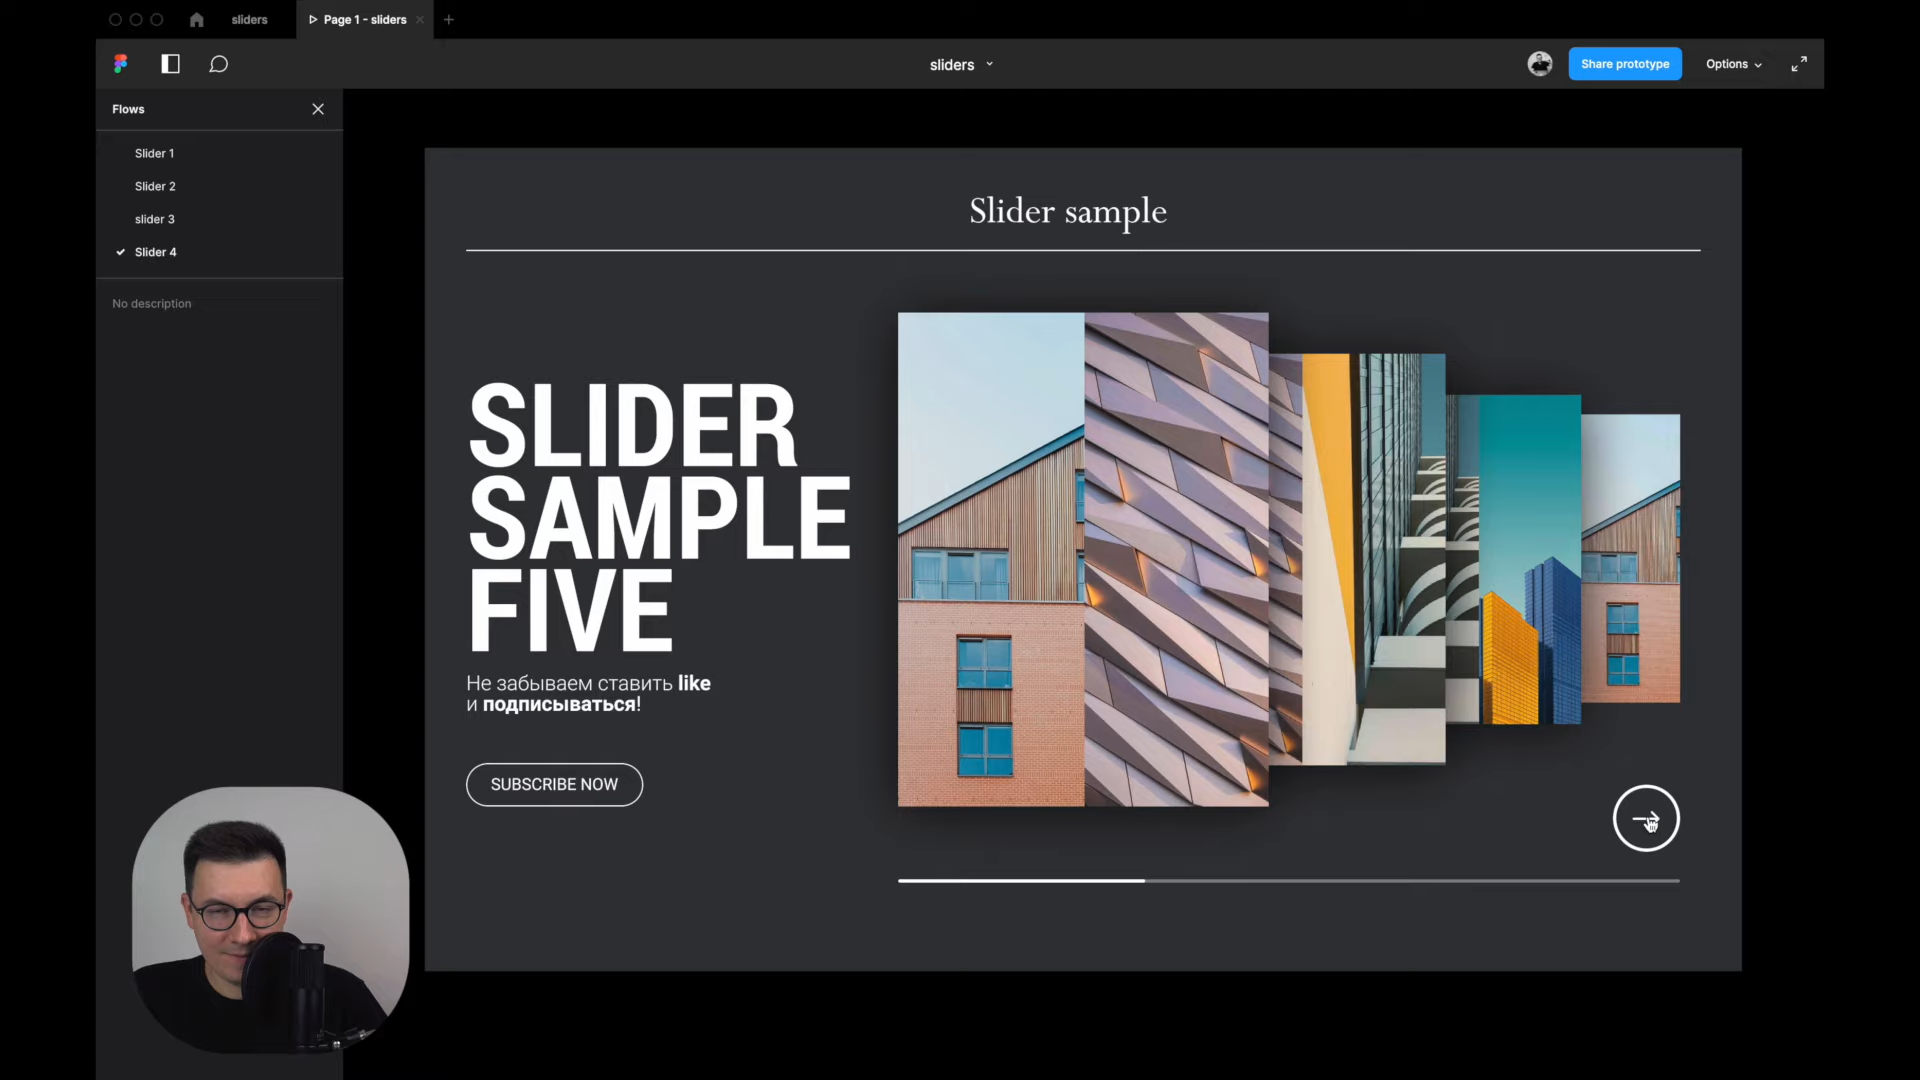 sliders
Page 1 - sliders
sliders
Share prototype
Options
Flows
Slider 1
Slider 2
slider 3
Slider 4
No description
Slider sample
SLIDER
SAMPLE
FIVE
Не забываем ставить like
и подписываться!
SUBSCRIBE NOW